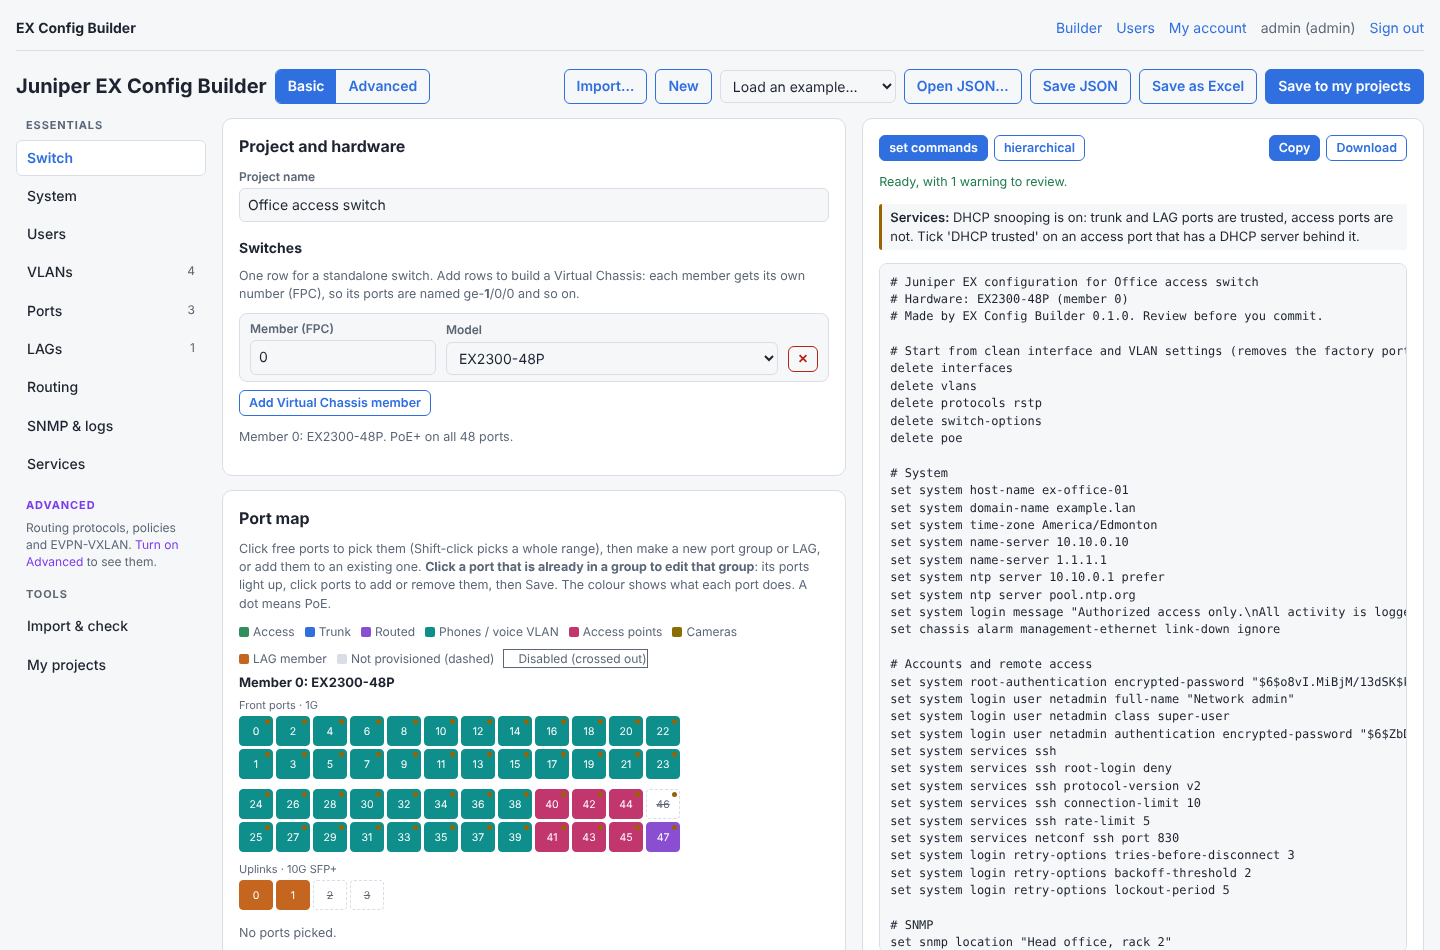 EX Config Builder
Builder Users My account admin (admin) Sign out
Juniper EX Config Builder
Basic Advanced
Import... New Load an example... Open JSON... Save JSON Save as Excel Save to my projects
ESSENTIALS
Switch
System
Users
VLANs 4
Ports 3
LAGs 1
Routing
SNMP & logs
Services
ADVANCED
Routing protocols, policies
and EVPN-VXLAN. Turn on
Advanced to see them.
TOOLS
Import & check
My projects
Project and hardware
Project name
Office access switch
Switches
One row for a standalone switch. Add rows to build a Virtual Chassis: each member gets its own
number (FPC), so its ports are named ge-1/0/0 and so on.
Member (FPC) Model
0 EX2300-48P ×
Add Virtual Chassis member
Member 0: EX2300-48P. PoE+ on all 48 ports.
Port map
Click free ports to pick them (Shift-click picks a whole range), then make a new port group or LAG,
or add them to an existing one. Click a port that is already in a group to edit that group: its ports
light up, click ports to add or remove them, then Save. The colour shows what each port does. A
dot means PoE.
Access Trunk Routed Phones / voice VLAN Access points Cameras
LAG member Not provisioned (dashed) Disabled (crossed out)
Member 0: EX2300-48P
Front ports · 1G
0 2 4 6 8 10 12 14 16 18 20 22
1 3 5 7 9 11 13 15 17 19 21 23
24 26 28 30 32 34 36 38 40 42 44 46
25 27 29 31 33 35 37 39 41 43 45 47
Uplinks · 10G SFP+
0 1 2 3
No ports picked.
set commands hierarchical Copy Download
Ready, with 1 warning to review.
Services: DHCP snooping is on: trunk and LAG ports are trusted, access ports are
not. Tick 'DHCP trusted' on an access port that has a DHCP server behind it.
# Juniper EX configuration for Office access switch
# Hardware: EX2300-48P (member 0)
# Made by EX Config Builder 0.1.0. Review before you commit.
# Start from clean interface and VLAN settings (removes the factory port
delete interfaces
delete vlans
delete protocols rstp
delete switch-options
delete poe
# System
set system host-name ex-office-01
set system domain-name example.lan
set system time-zone America/Edmonton
set system name-server 10.10.0.10
set system name-server 1.1.1.1
set system ntp server 10.10.0.1 prefer
set system ntp server pool.ntp.org
set system login message "Authorized access only.\nAll activity is logge
set chassis alarm management-ethernet link-down ignore
# Accounts and remote access
set system root-authentication encrypted-password "$6$o8vI.MiBjM/13dSK$
set system login user netadmin full-name "Network admin"
set system login user netadmin class super-user
set system login user netadmin authentication encrypted-password "$6$Zb
set system services ssh
set system services ssh root-login deny
set system services ssh protocol-version v2
set system services ssh connection-limit 10
set system services ssh rate-limit 5
set system services netconf ssh port 830
set system login retry-options tries-before-disconnect 3
set system login retry-options backoff-threshold 2
set system login retry-options lockout-period 5
# SNMP
set snmp location "Head office, rack 2"